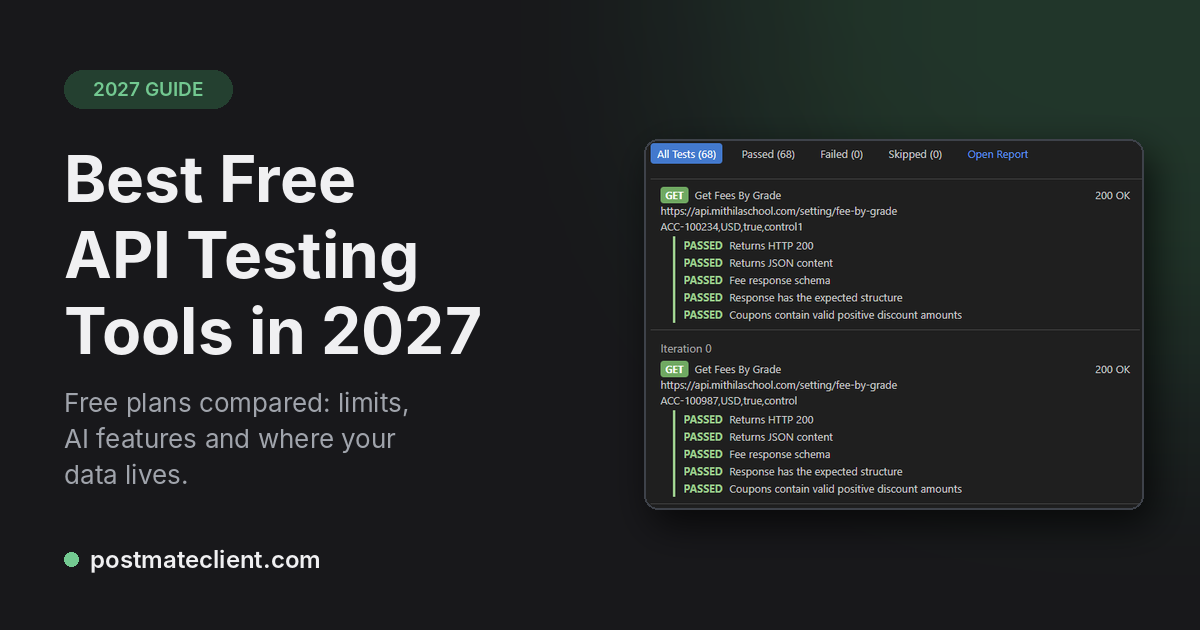 2027 GUIDE
Best Free
API Testing
Tools in 2027
Free plans compared: limits,
AI features and where your
data lives.
postmateclient.com
All Tests (68) Passed (68) Failed (0) Skipped (0) Open Report
GET Get Fees By Grade 200 OK
https://api.mithilaschool.com/setting/fee-by-grade
ACC-100234,USD,true,control1
PASSED Returns HTTP 200
PASSED Returns JSON content
PASSED Fee response schema
PASSED Response has the expected structure
PASSED Coupons contain valid positive discount amounts
Iteration 0
GET Get Fees By Grade 200 OK
https://api.mithilaschool.com/setting/fee-by-grade
ACC-100987,USD,true,control
PASSED Returns HTTP 200
PASSED Returns JSON content
PASSED Fee response schema
PASSED Response has the expected structure
PASSED Coupons contain valid positive discount amounts